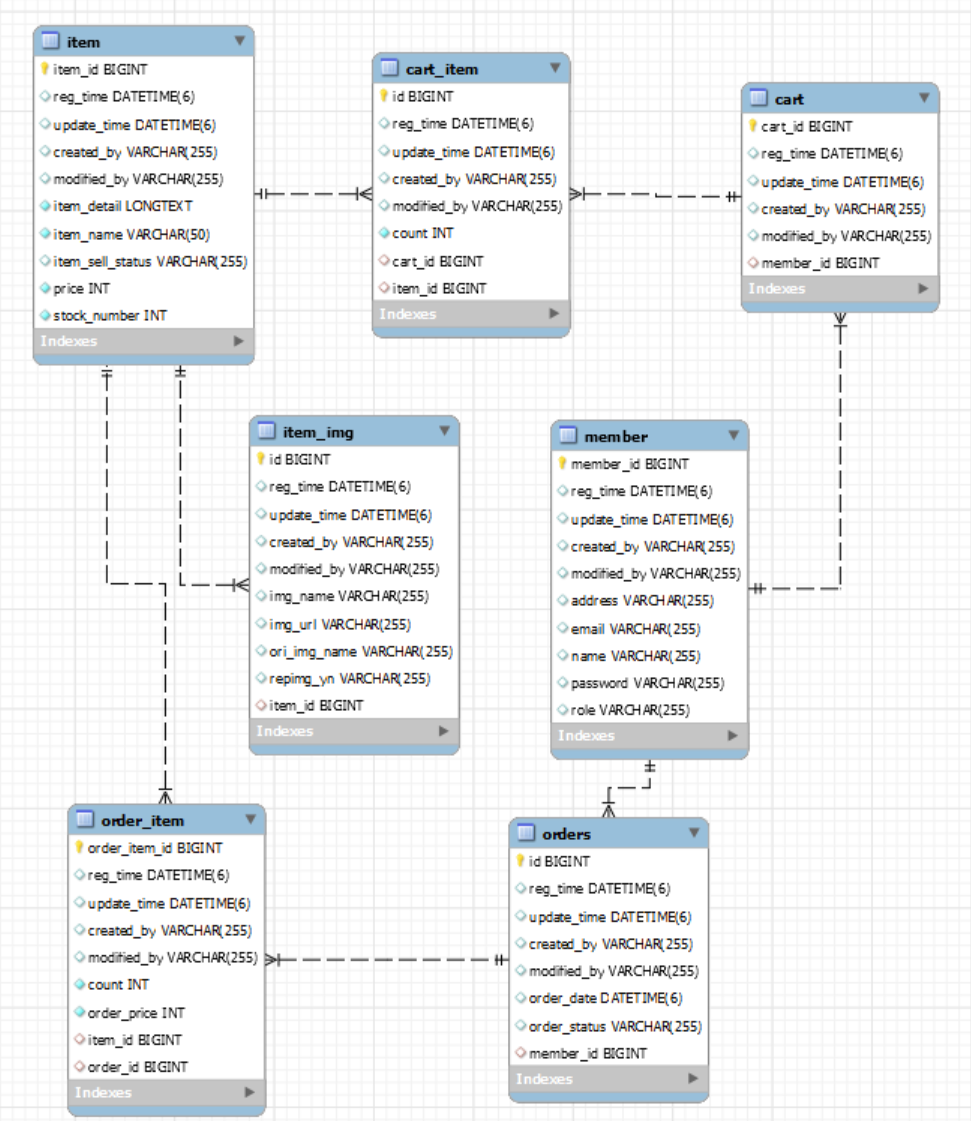 item
item_id BIGINT
reg_time DATETIME(6)
update_time DATETIME(6)
created_by VARCHAR(255)
modified_by VARCHAR(255)
item_detail LONGTEXT
item_name VARCHAR(50)
item_sell_status VARCHAR(255)
price INT
stock_number INT
Indexes
cart_item
id BIGINT
reg_time DATETIME(6)
update_time DATETIME(6)
created_by VARCHAR(255)
modified_by VARCHAR(255)
count INT
cart_id BIGINT
item_id BIGINT
Indexes
cart
cart_id BIGINT
reg_time DATETIME(6)
update_time DATETIME(6)
created_by VARCHAR(255)
modified_by VARCHAR(255)
member_id BIGINT
Indexes
item_img
id BIGINT
reg_time DATETIME(6)
update_time DATETIME(6)
created_by VARCHAR(255)
modified_by VARCHAR(255)
img_name VARCHAR(255)
img_url VARCHAR(255)
ori_img_name VARCHAR(255)
repimg_yn VARCHAR(255)
item_id BIGINT
Indexes
member
member_id BIGINT
reg_time DATETIME(6)
update_time DATETIME(6)
created_by VARCHAR(255)
modified_by VARCHAR(255)
address VARCHAR(255)
email VARCHAR(255)
name VARCHAR(255)
password VARCHAR(255)
role VARCHAR(255)
Indexes
order_item
order_item_id BIGINT
reg_time DATETIME(6)
update_time DATETIME(6)
created_by VARCHAR(255)
modified_by VARCHAR(255)
count INT
order_price INT
item_id BIGINT
order_id BIGINT
Indexes
orders
id BIGINT
reg_time DATETIME(6)
update_time DATETIME(6)
created_by VARCHAR(255)
modified_by VARCHAR(255)
order_date DATETIME(6)
order_status VARCHAR(255)
member_id BIGINT
Indexes